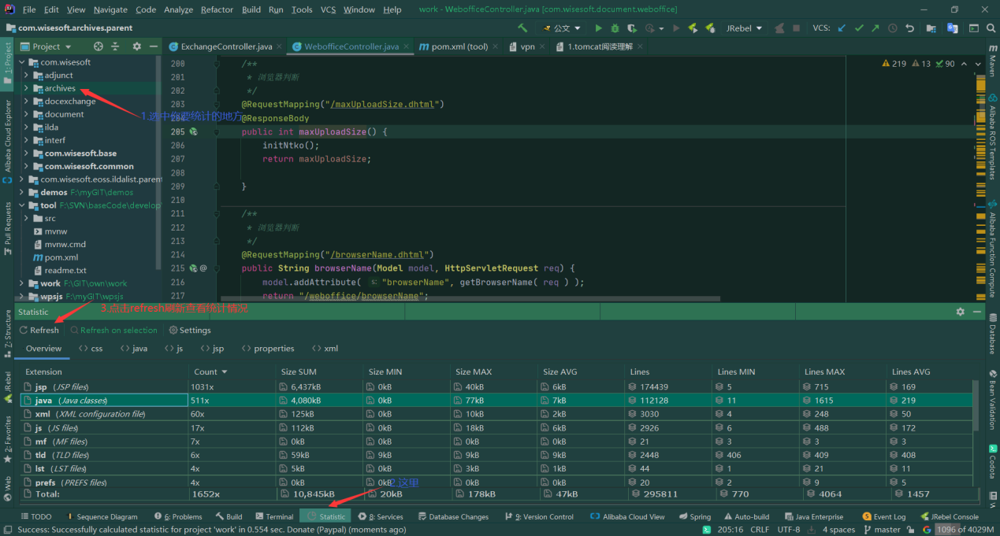 File Edit View Navigate Code Analyze Refactor Build Run Tools VCS Window Help work - WebofficeController.java [com.wisesoft.document.weboffice]
com.wisesoft.archives.parent 公文 JRebel VCS:
Project ExchangeController.java WebofficeController.java pom.xml (tool) vpn 1.tomcat阅读理解
1: Project
Alibaba Cloud Explorer
Pull Requests
Z: Structure
JRebel
2: Favorites
Web
com.wisesoft
adjunct
archives
docexchange
document
ilda
interf
com.wisesoft.base
com.wisesoft.common
com.wisesoft.eoss.ildalist.parent
demos F:\myGIT\demos
tool F:\SVN\baseCode\develop
src
mvnw
mvnw.cmd
pom.xml
readme.txt
work F:\GIT\own\work
wpsjs F:\myGIT\wpsjs
1.选中你要统计的地方
219 13 90
200 /**
201 * 浏览器判断
202 */
203 @RequestMapping("/maxUploadSize.dhtml")
204 @ResponseBody
205 public int maxUploadSize() {
206 initNtko();
207 return maxUploadSize;
208
209 }
210
211 /**
212 * 浏览器判断
213 */
214 @RequestMapping("/browserName.dhtml")
215 @ public String browserName(Model model, HttpServletRequest req) {
216 model.addAttribute( s: "browserName", getBrowserName( req ) );
217 return "/weboffice/browserName";
Maven
Alibaba ROS Templates
Alibaba Function Compute
Database
Bean Validation
Codota
3.点击refresh刷新查看统计情况
Statistic
Refresh Refresh on selection Settings
Overview css java js jsp properties xml
Extension Count Size SUM Size MIN Size MAX Size AVG Lines Lines MIN Lines MAX Lines AVG
jsp (JSP files) 1031x 6,437kB 0kB 40kB 6kB 174439 5 715 169
java (Java classes) 511x 4,080kB 0kB 77kB 7kB 112128 11 1615 219
xml (XML configuration file) 60x 125kB 0kB 10kB 2kB 3030 4 248 50
js (JS files) 17x 112kB 0kB 18kB 6kB 2926 6 488 172
mf (MF files) 7x 0kB 0kB 0kB 0kB 21 3 3 3
tld (TLD files) 6x 59kB 9kB 9kB 9kB 2448 406 409 408
lst (LST files) 4x 5kB 0kB 3kB 1kB 44 1 21 11
prefs (PREFS files) 4x 0kB 0kB 0kB 0kB 20 2 9 5
Total: 1652x 10,845kB 20kB 178kB 47kB 295811 770 4064 1457
2.这里
TODO Sequence Diagram 6: Problems Build Terminal Statistic 8: Services Database Changes 9: Version Control Alibaba Cloud View Spring Auto-build Java Enterprise Event Log JRebel Console
Success: Successfully calculated statistic for project 'work' in 0.554 sec. Donate (Paypal) (moments ago) 205:16 CRLF UTF-8 4 spaces master 1096 of 4029M